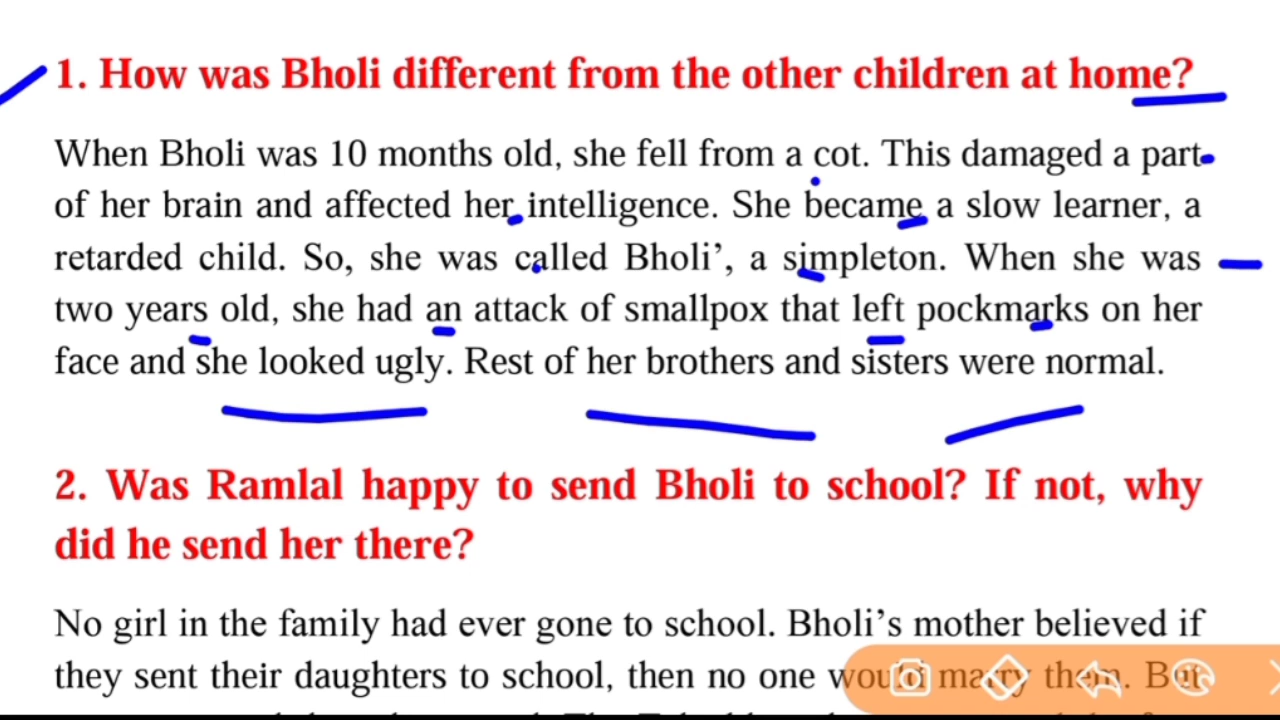 1. How was Bholi different from the other children at home?
When Bholi was 10 months old, she fell from a cot. This damaged a part
of her brain and affected her intelligence. She became a slow learner, a
retarded child. So, she was called Bholi’, a simpleton. When she was
two years old, she had an attack of smallpox that left pockmarks on her
face and she looked ugly. Rest of her brothers and sisters were normal.
2. Was Ramlal happy to send Bholi to school? If not, why
did he send her there?
No girl in the family had ever gone to school. Bholi’s mother believed if
they sent their daughters to school, then no one would marry them. But